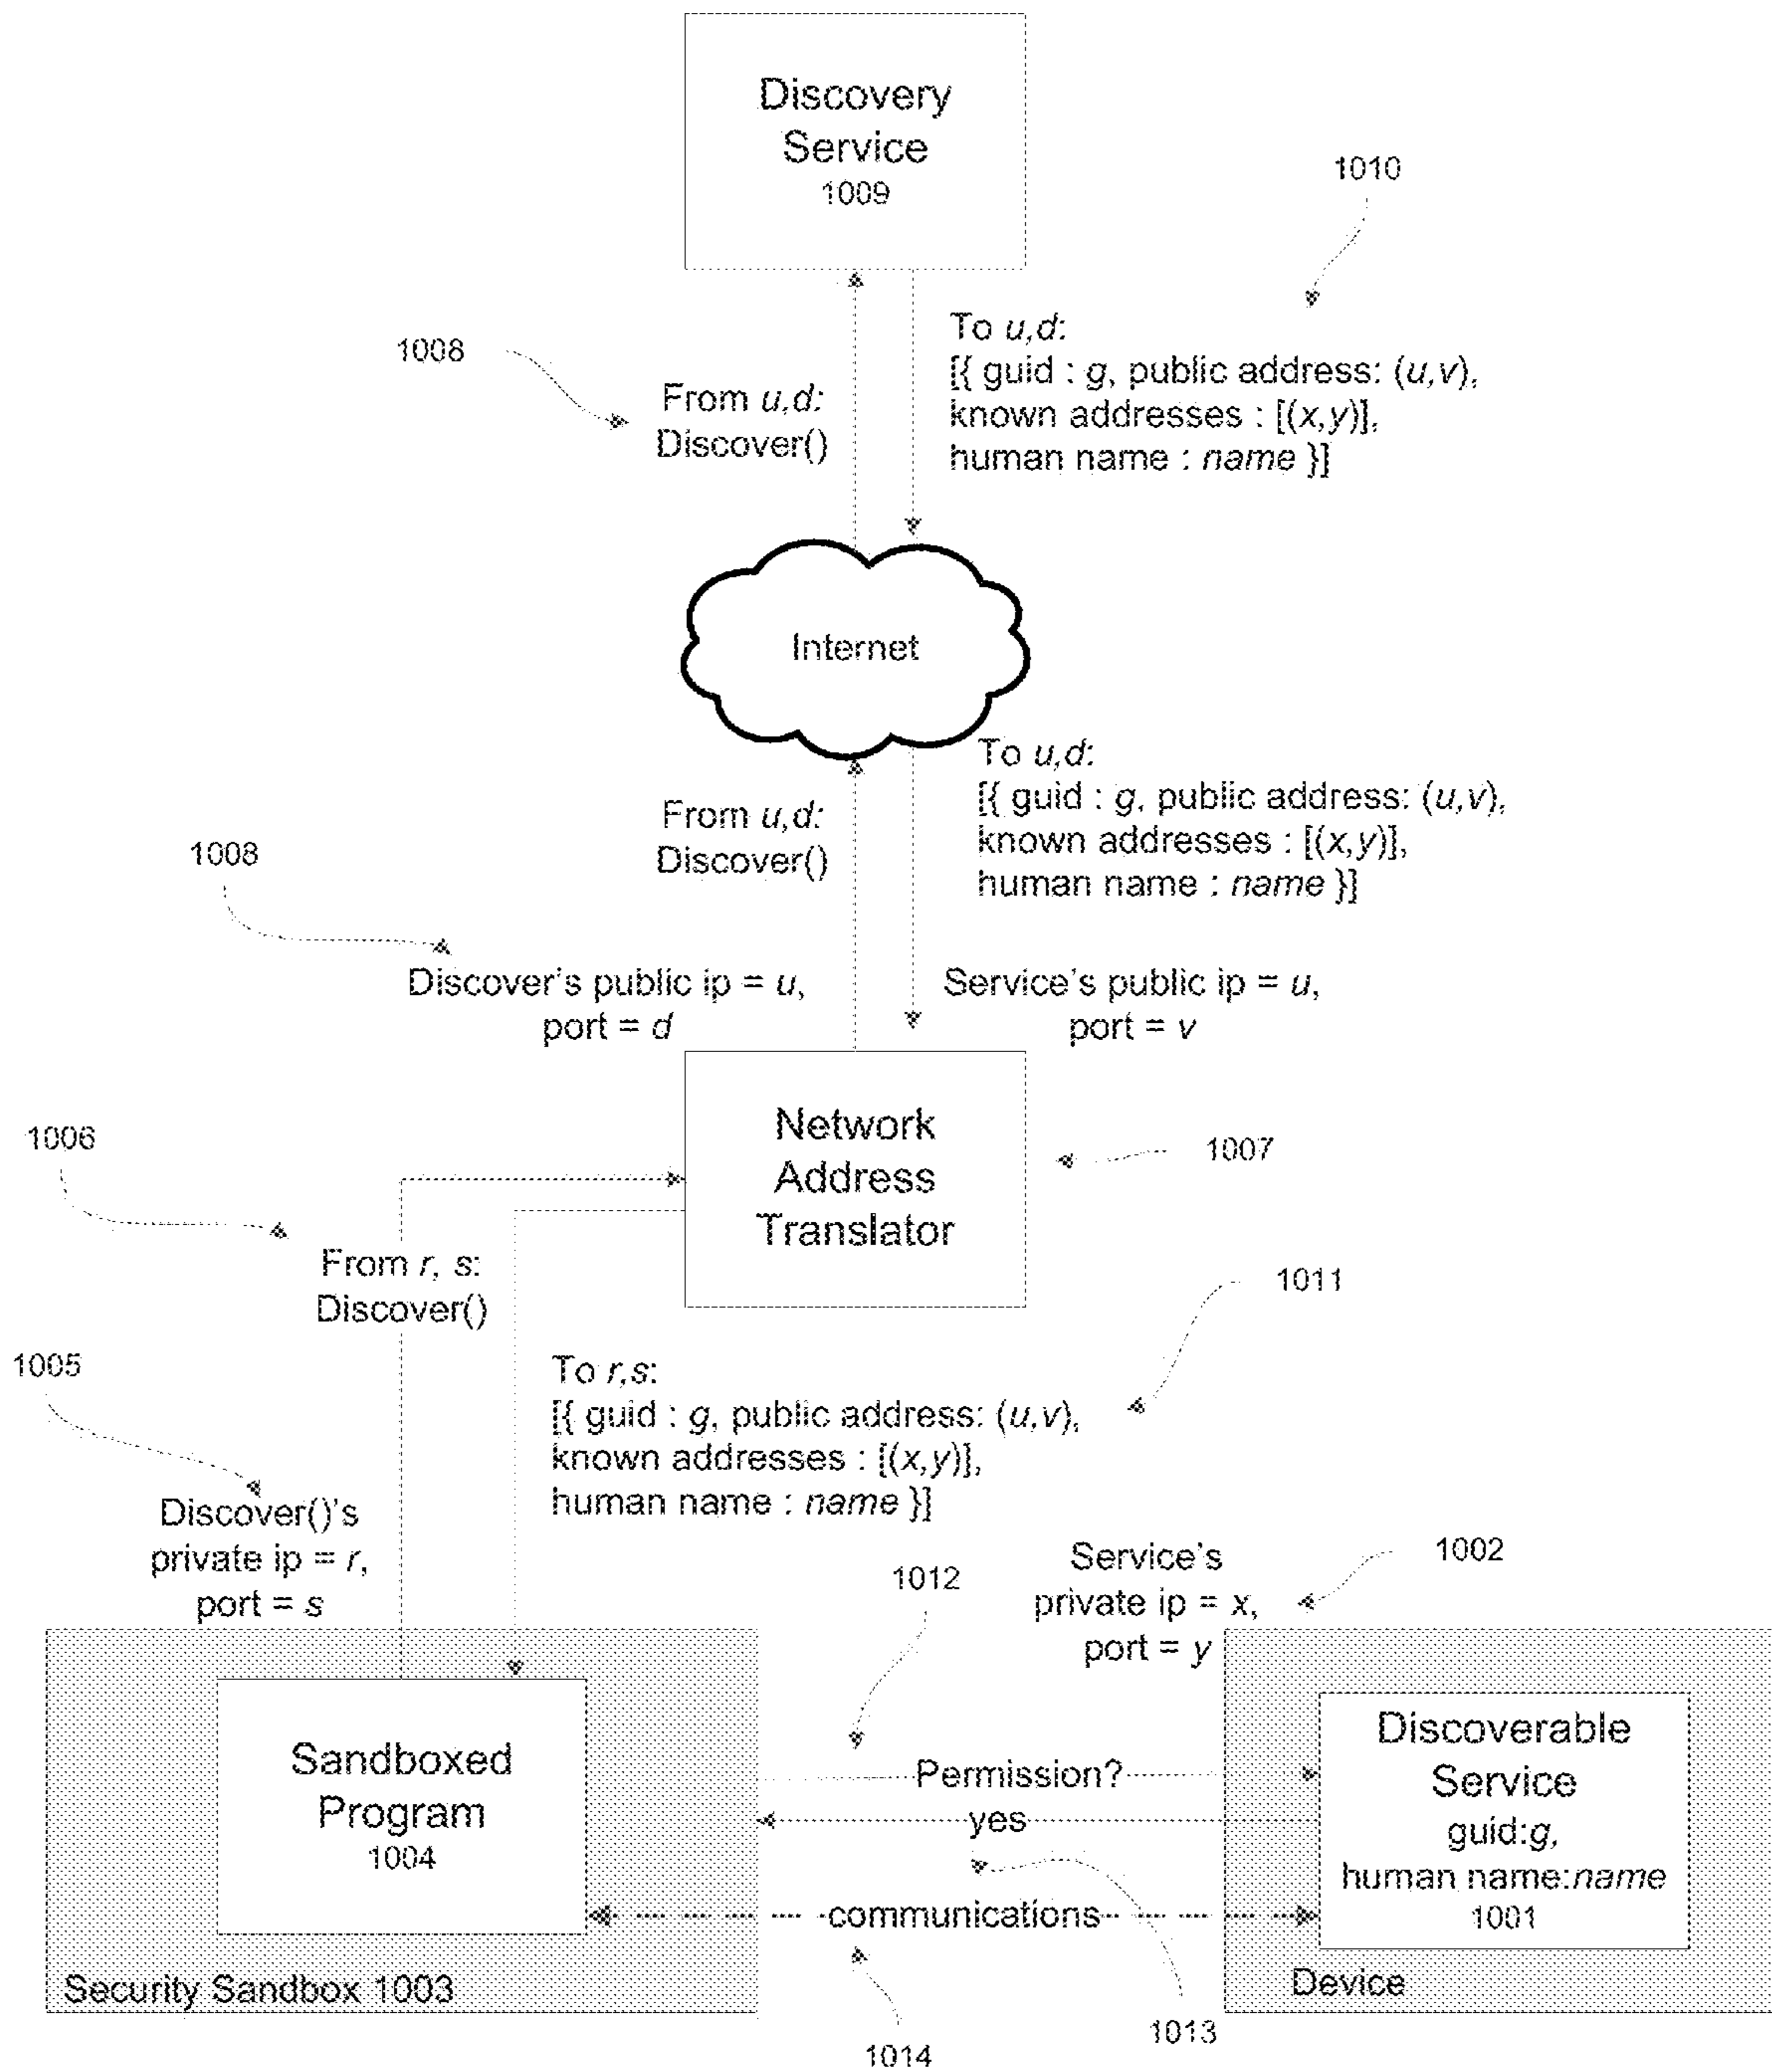 Discovery
Service
1009
1010
1008
From u,d:
Discover()
To u,d:
[{ guid : g, public address: (u,v),
known addresses : [(x,y)],
human name : name }]
Internet
1008
From u,d:
Discover()
To u,d:
[{ guid : g, public address: (u,v),
known addresses : [(x,y)],
human name : name }]
Discover's public ip = u,
port = d
Service's public ip = u,
port = v
Network
Address
Translator
1007
1006
From r, s:
Discover()
1011
1005
Discover()'s
private ip = r,
port = s
To r,s:
[{ guid : g, public address: (u,v),
known addresses : [(x,y)],
human name : name }]
1012
Service's
private ip = x,
port = y
1002
Sandboxed
Program
1004
Security Sandbox 1003
Permission?
yes
communications
Discoverable
Service
guid:g,
human name:name
1001
Device
1013
1014